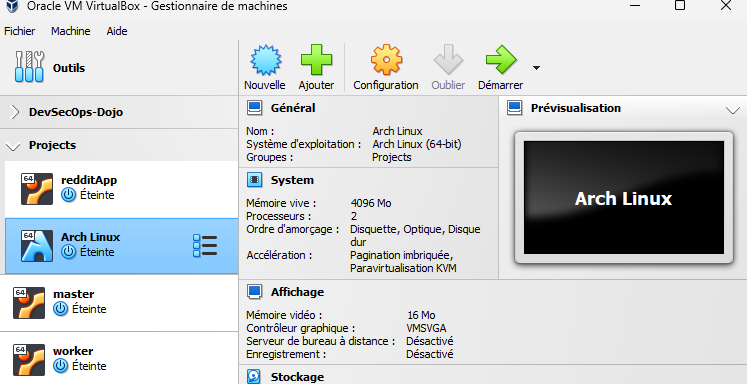 Oracle VM VirtualBox - Gestionnaire de machines
Fichier Machine Aide
Outils
Nouvelle Ajouter Configuration Oublier Démarrer
DevSecOps-Dojo
Projects
64
redditApp
Éteinte
64
Arch Linux
Éteinte
64
master
Éteinte
64
worker
Éteinte
Général
Nom : Arch Linux
Système d'exploitation : Arch Linux (64-bit)
Groupes : Projects
System
Mémoire vive : 4096 Mo
Processeurs : 2
Ordre d'amorçage : Disquette, Optique, Disque
dur
Accélération : Pagination imbriquée,
Paravirtualisation KVM
Affichage
Mémoire vidéo : 16 Mo
Contrôleur graphique : VMSVGA
Serveur de bureau à distance : Désactivé
Enregistrement : Désactivé
Stockage
Prévisualisation
Arch Linux